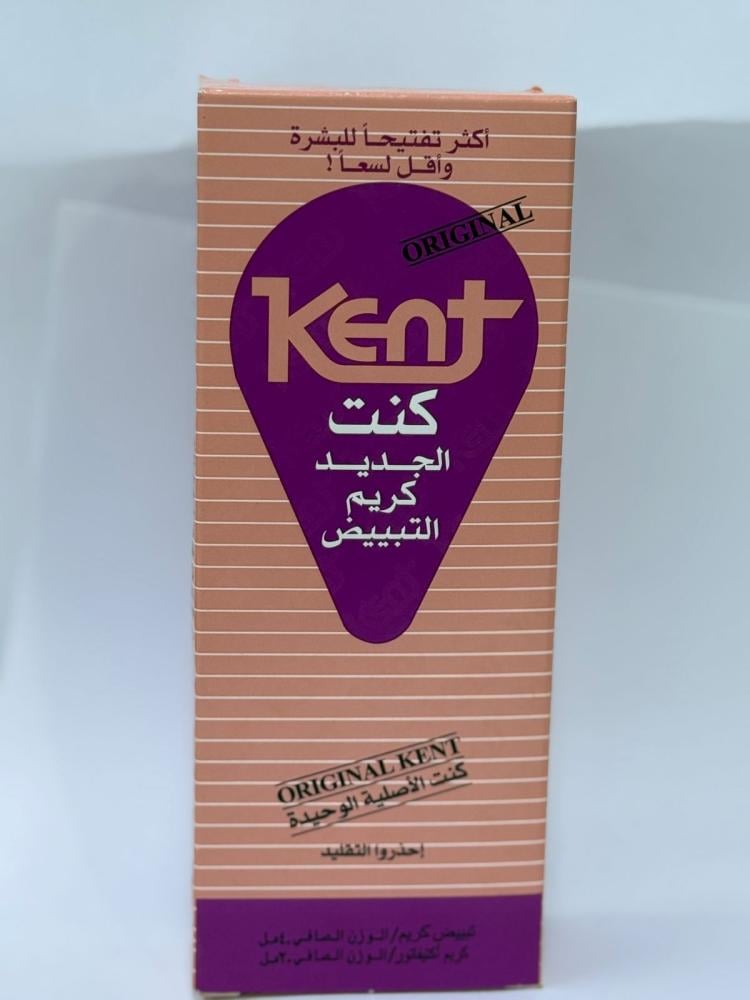 أكثر تفتيحاً للبشرة
وأقل لسعاً!
ORIGINAL
Kent
كنت
الجديد
كريم
التبييض
ORIGINAL KENT
كنت الأصلية الوحيدة
إحذروا التقليد
تبييض كريم/الوزن الصافي ٤٠مل
كريم أكتيفاتور/الوزن الصافي ٢٠مل